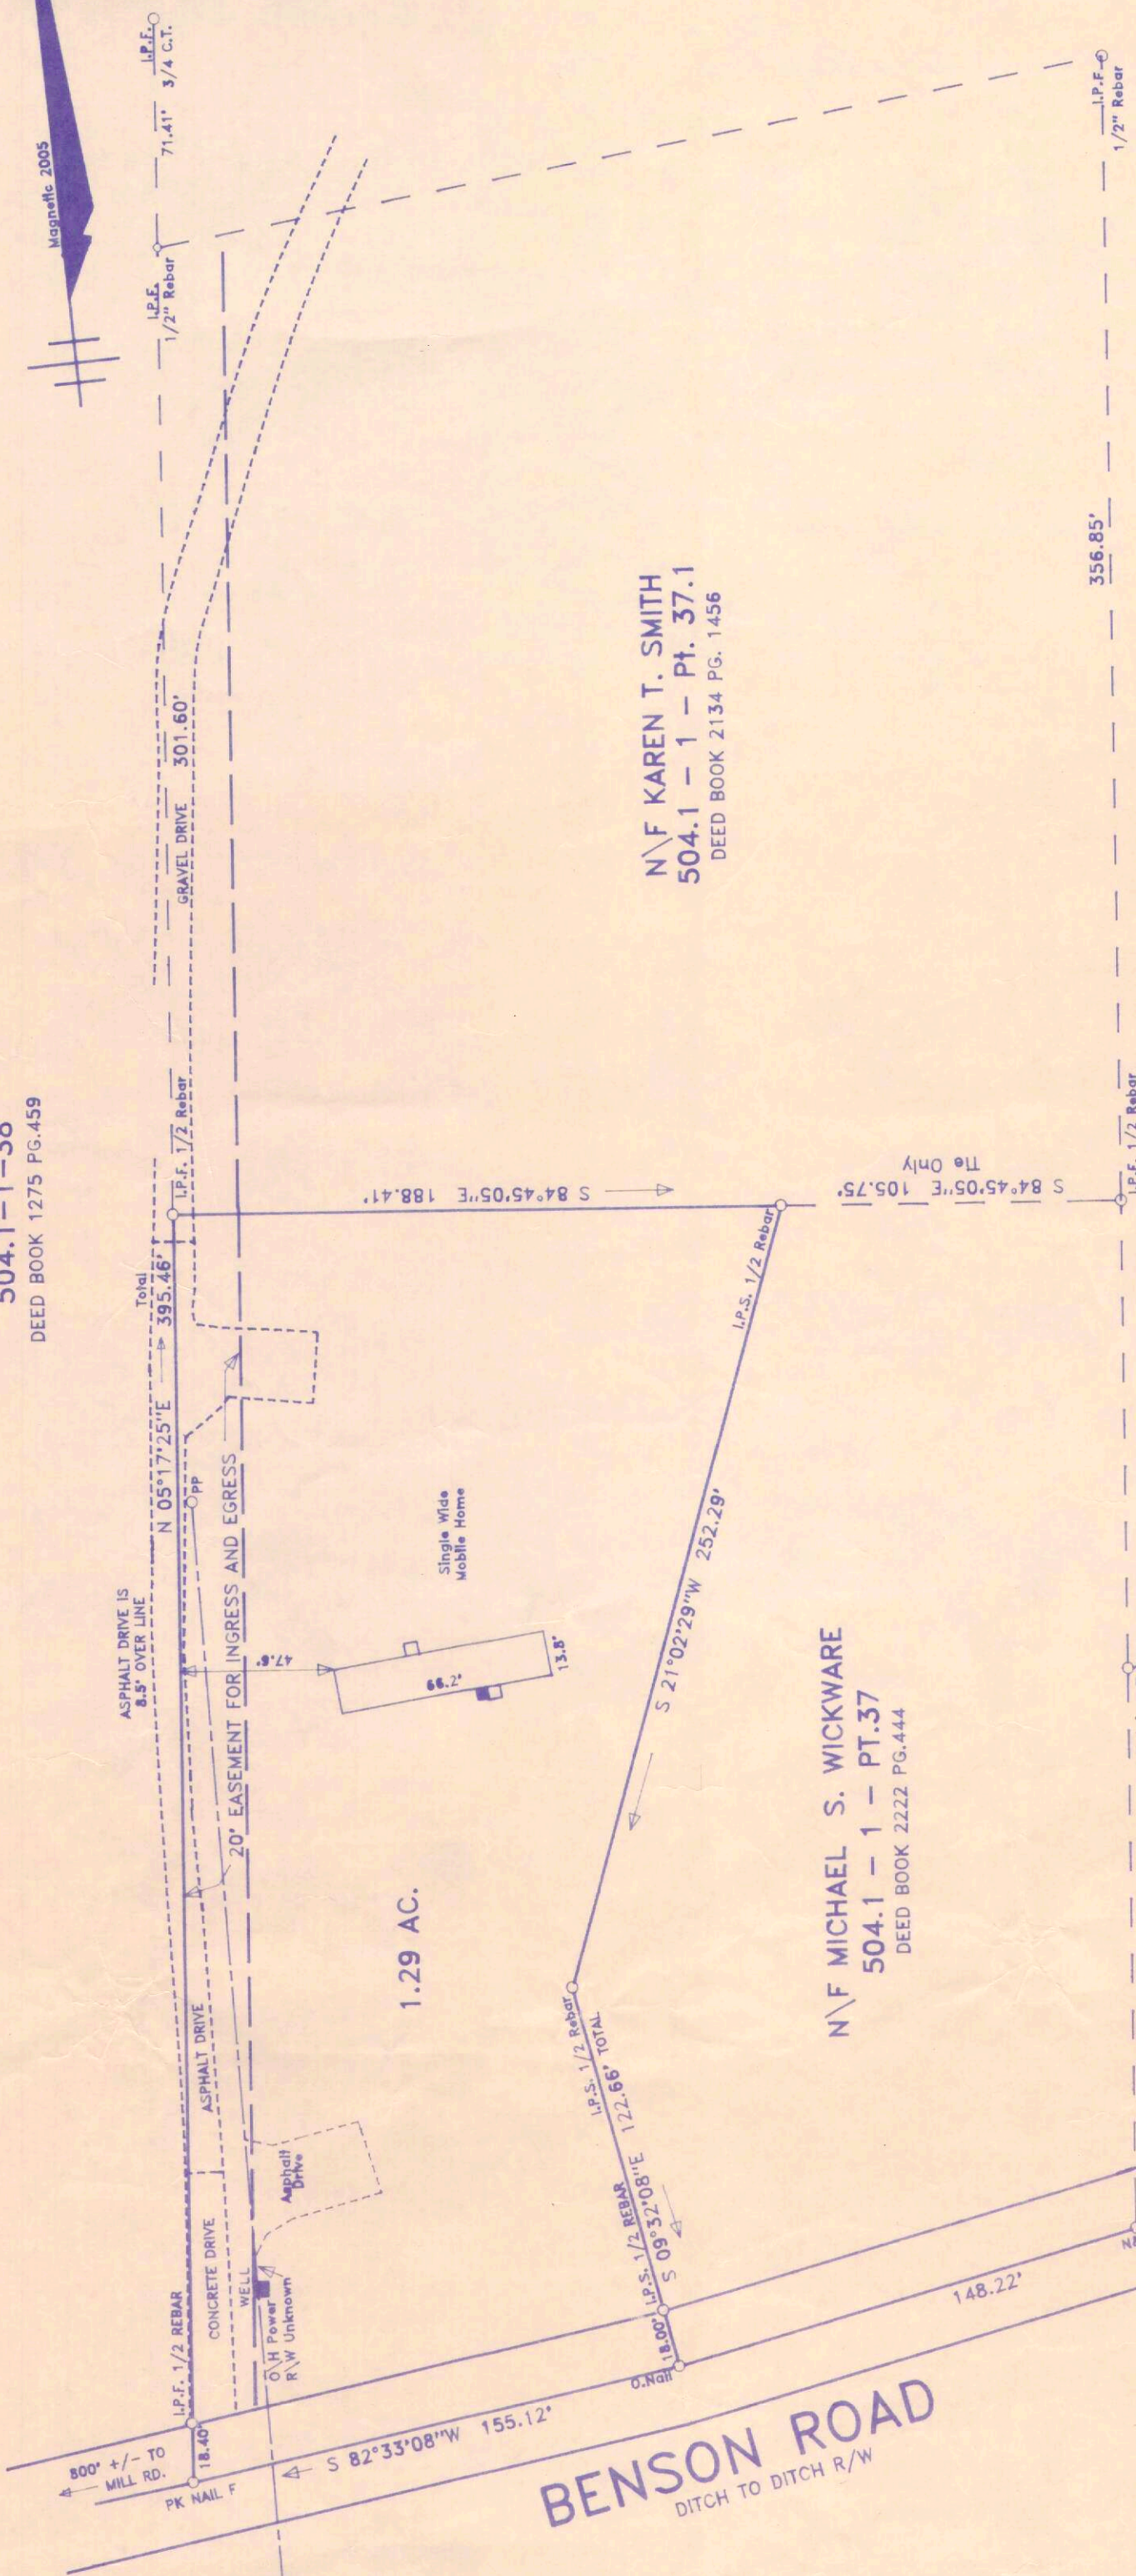 I.P.F.
3/4 C.T.
71.41'
Magnetic 2005
I.P.F.
1/2" Rebar
I.P.F.
1/2" Rebar
356.85'
301.60'
GRAVEL DRIVE
N\F KAREN T. SMITH
504.1 - 1 - Pt. 37.1
DEED BOOK 2134 PG. 1456
504.1-1-38
DEED BOOK 1275 PG.459
I.P.F. 1/2 Rebar
S 84°45'05"E 188.41'
S 84°45'05"E 105.75'
Tie Only
I.P.F. 1/2 Rebar
Total
N 05°17'25"E 395.46'
I.P.S. 1/2 Rebar
PP
ASPHALT DRIVE IS
8.5' OVER LINE
20' EASEMENT FOR INGRESS AND EGRESS
Single Wide
Mobile Home
47.6'
66.2'
13.8'
S 21°02'29"W 252.29'
N\F MICHAEL S. WICKWARE
504.1 - 1 - PT.37
DEED BOOK 2222 PG.444
1.29 AC.
ASPHALT DRIVE
I.P.S. 1/2 Rebar
122.66' TOTAL
S 09°32'08"E
I.P.S. 1/2 REBAR
Asphalt
Drive
CONCRETE DRIVE
WELL
I.P.F. 1/2 REBAR
O\H Power
R\W Unknown
18.00'
O.Nail
148.22'
800' +/- TO
MILL RD.
18.40'
PK NAIL F
S 82°33'08"W 155.12'
BENSON ROAD
DITCH TO DITCH R/W